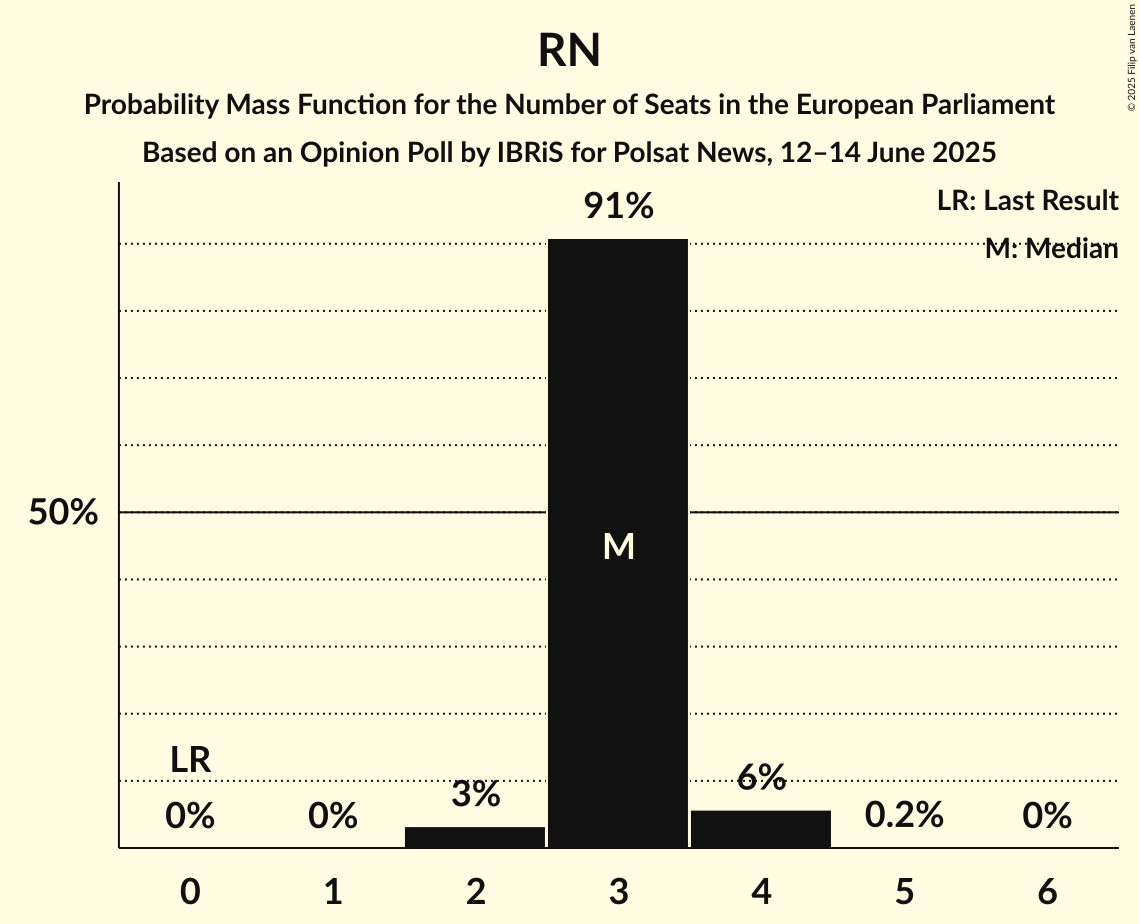 RN
Probability Mass Function for the Number of Seats in the European Parliament
Based on an Opinion Poll by IBRiS for Polsat News, 12–14 June 2025
© 2025 Filip van Laenen
LR: Last Result
M: Median
91%
50%
M
LR
0%
0%
3%
6%
0.2%
0%
0 1 2 3 4 5 6